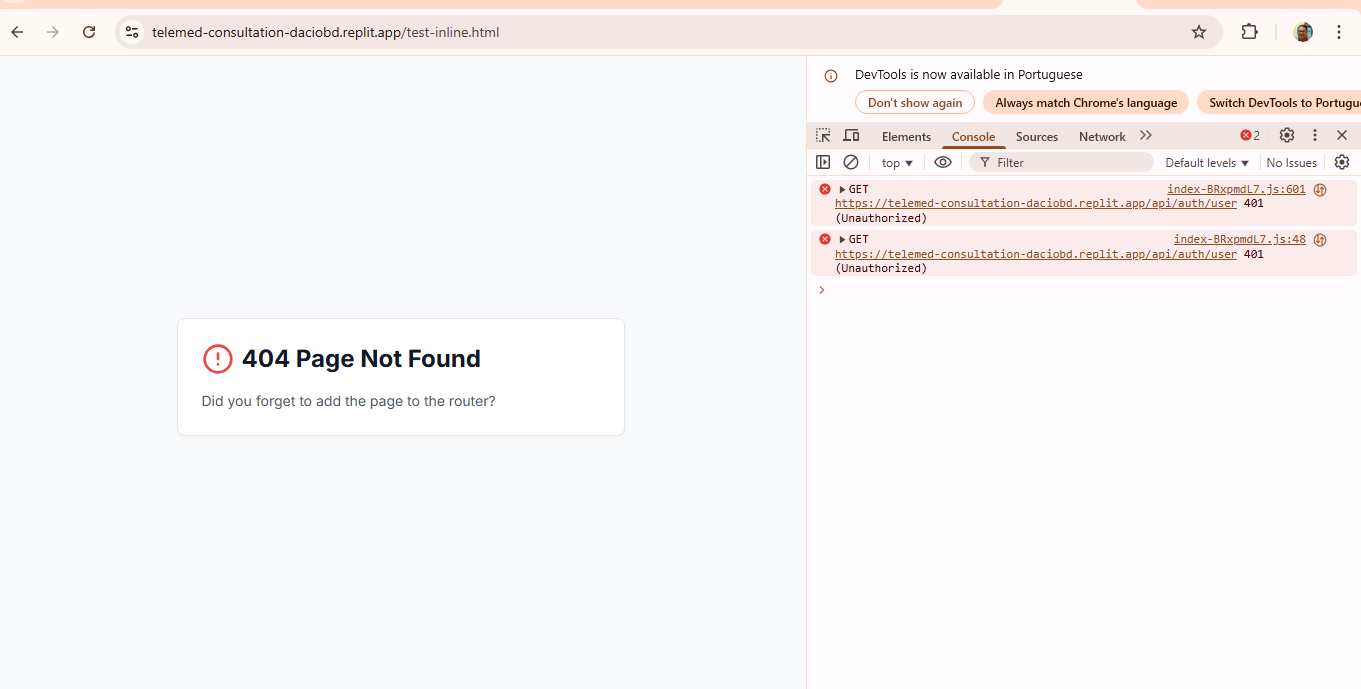 telemed-consultation-daciobd.replit.app/test-inline.html
404 Page Not Found
Did you forget to add the page to the router?
DevTools is now available in Portuguese
Don't show again Always match Chrome's language Switch DevTools to Portugu
Elements Console Sources Network 2
top Filter Default levels No Issues
GET index-BRxpmdL7.js:601
https://telemed-consultation-daciobd.replit.app/api/auth/user 401
(Unauthorized)
GET index-BRxpmdL7.js:48
https://telemed-consultation-daciobd.replit.app/api/auth/user 401
(Unauthorized)